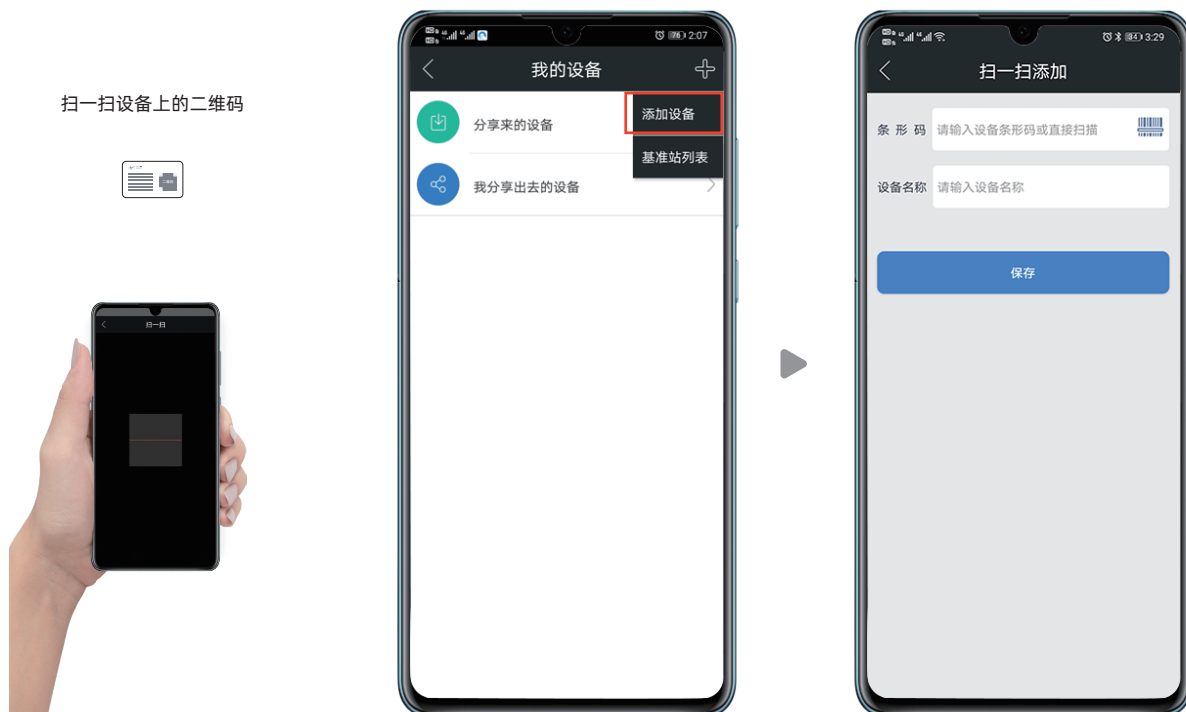 扫一扫设备上的二维码
二维码
扫一扫
2:07
我的设备
添加设备
分享来的设备
基准站列表
我分享出去的设备
3:29
扫一扫添加
条 形 码 请输入设备条形码或直接扫描
设备名称 请输入设备名称
保存